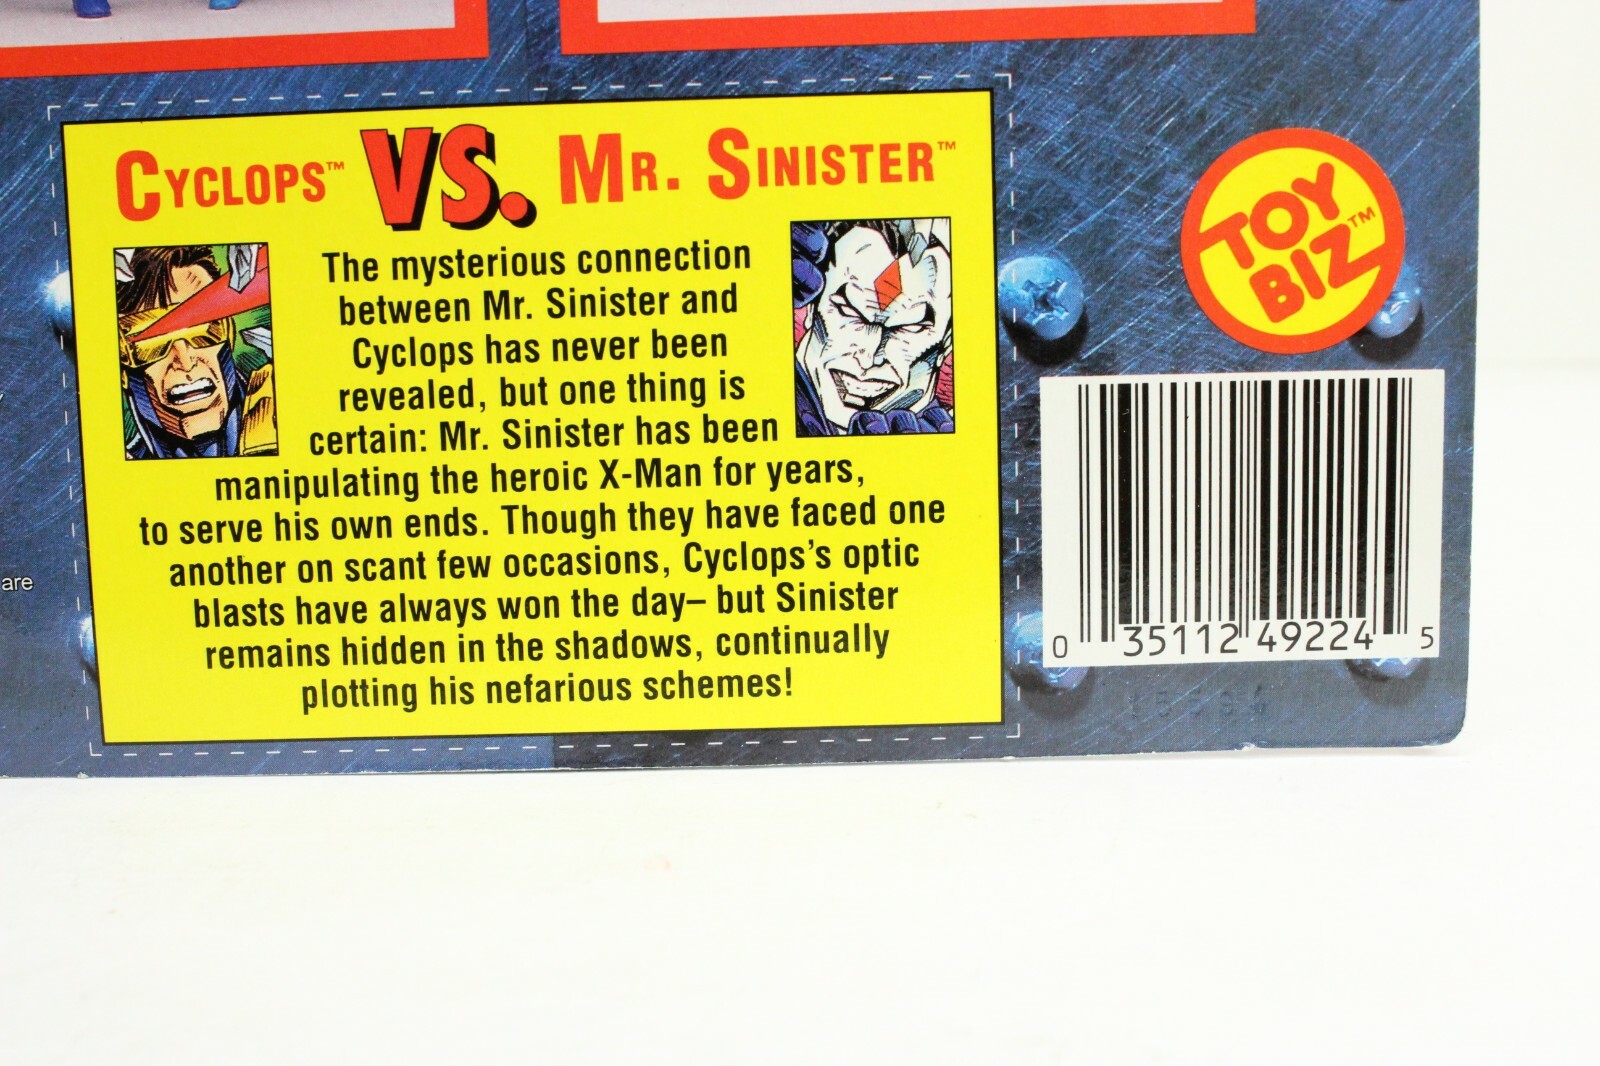 CYCLOPS™ VS. MR. SINISTER™
The mysterious connection
between Mr. Sinister and
Cyclops has never been
revealed, but one thing is
certain: Mr. Sinister has been
manipulating the heroic X-Man for years,
to serve his own ends. Though they have faced one
another on scant few occasions, Cyclops's optic
blasts have always won the day– but Sinister
remains hidden in the shadows, continually
plotting his nefarious schemes!
are
TOY
BIZ™
0 35112 49224 5